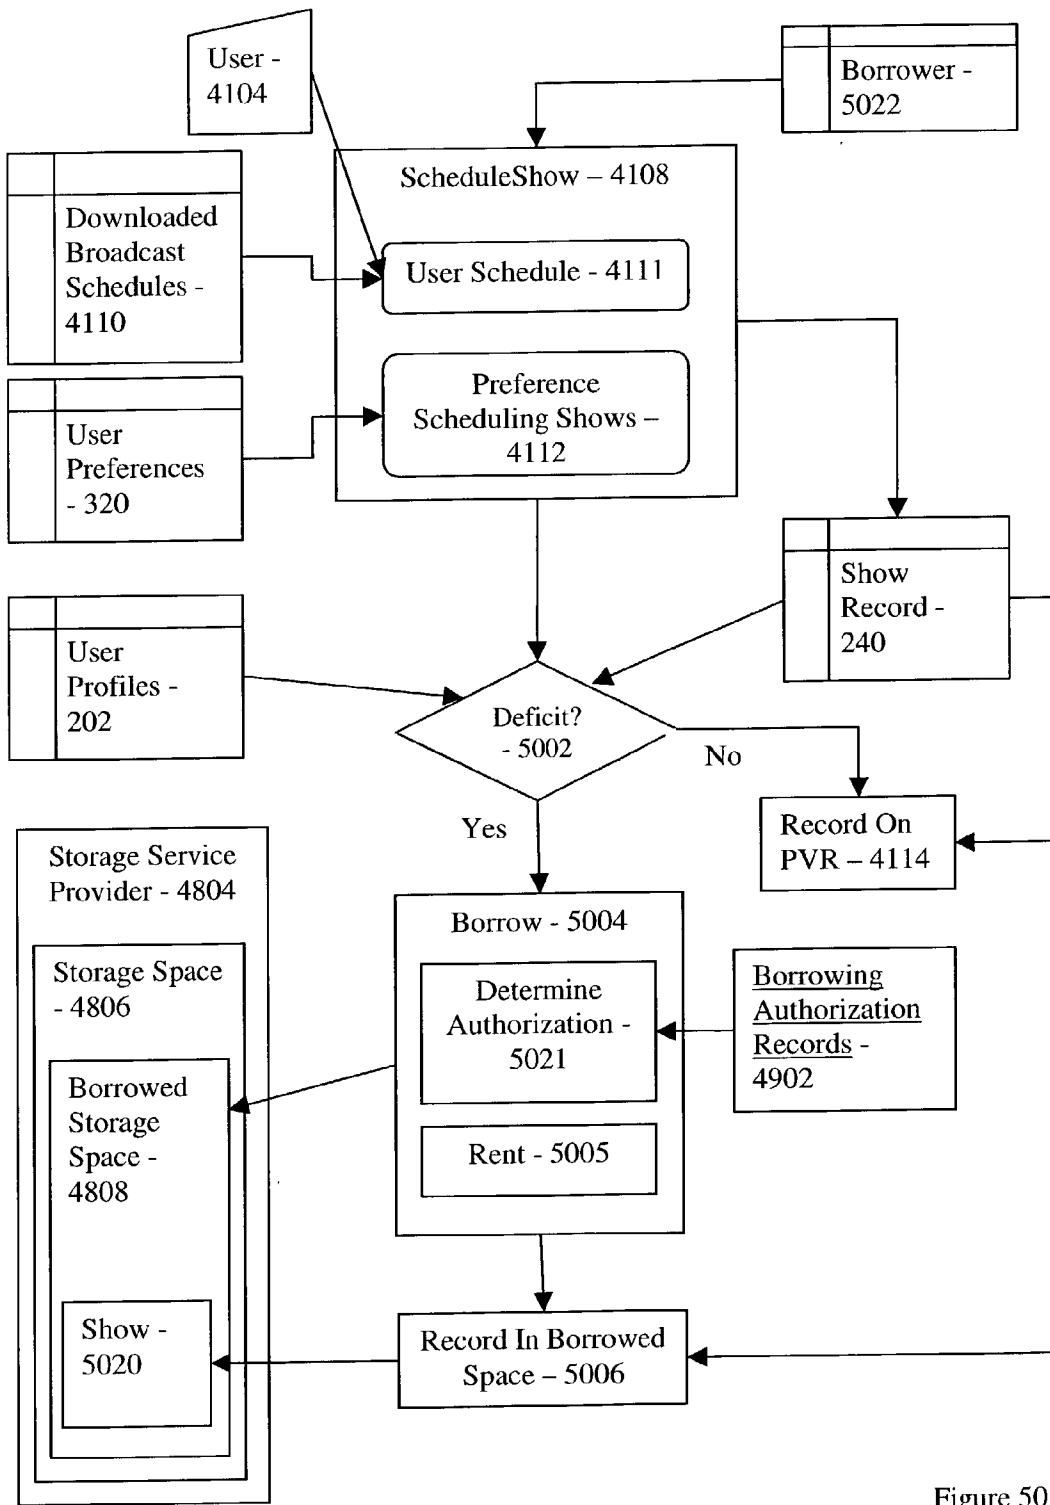 User -
4104
Borrower -
5022
ScheduleShow – 4108
Downloaded
Broadcast
Schedules -
4110
User Schedule - 4111
Preference
Scheduling Shows –
4112
User
Preferences
- 320
Show
Record -
240
User
Profiles -
202
Deficit?
- 5002
No
Yes
Record On
PVR – 4114
Storage Service
Provider - 4804
Borrow - 5004
Storage Space
- 4806
Determine
Authorization -
5021
Borrowing
Authorization
Records -
4902
Borrowed
Storage
Space -
4808
Rent - 5005
Show -
5020
Record In Borrowed
Space – 5006
Figure 50